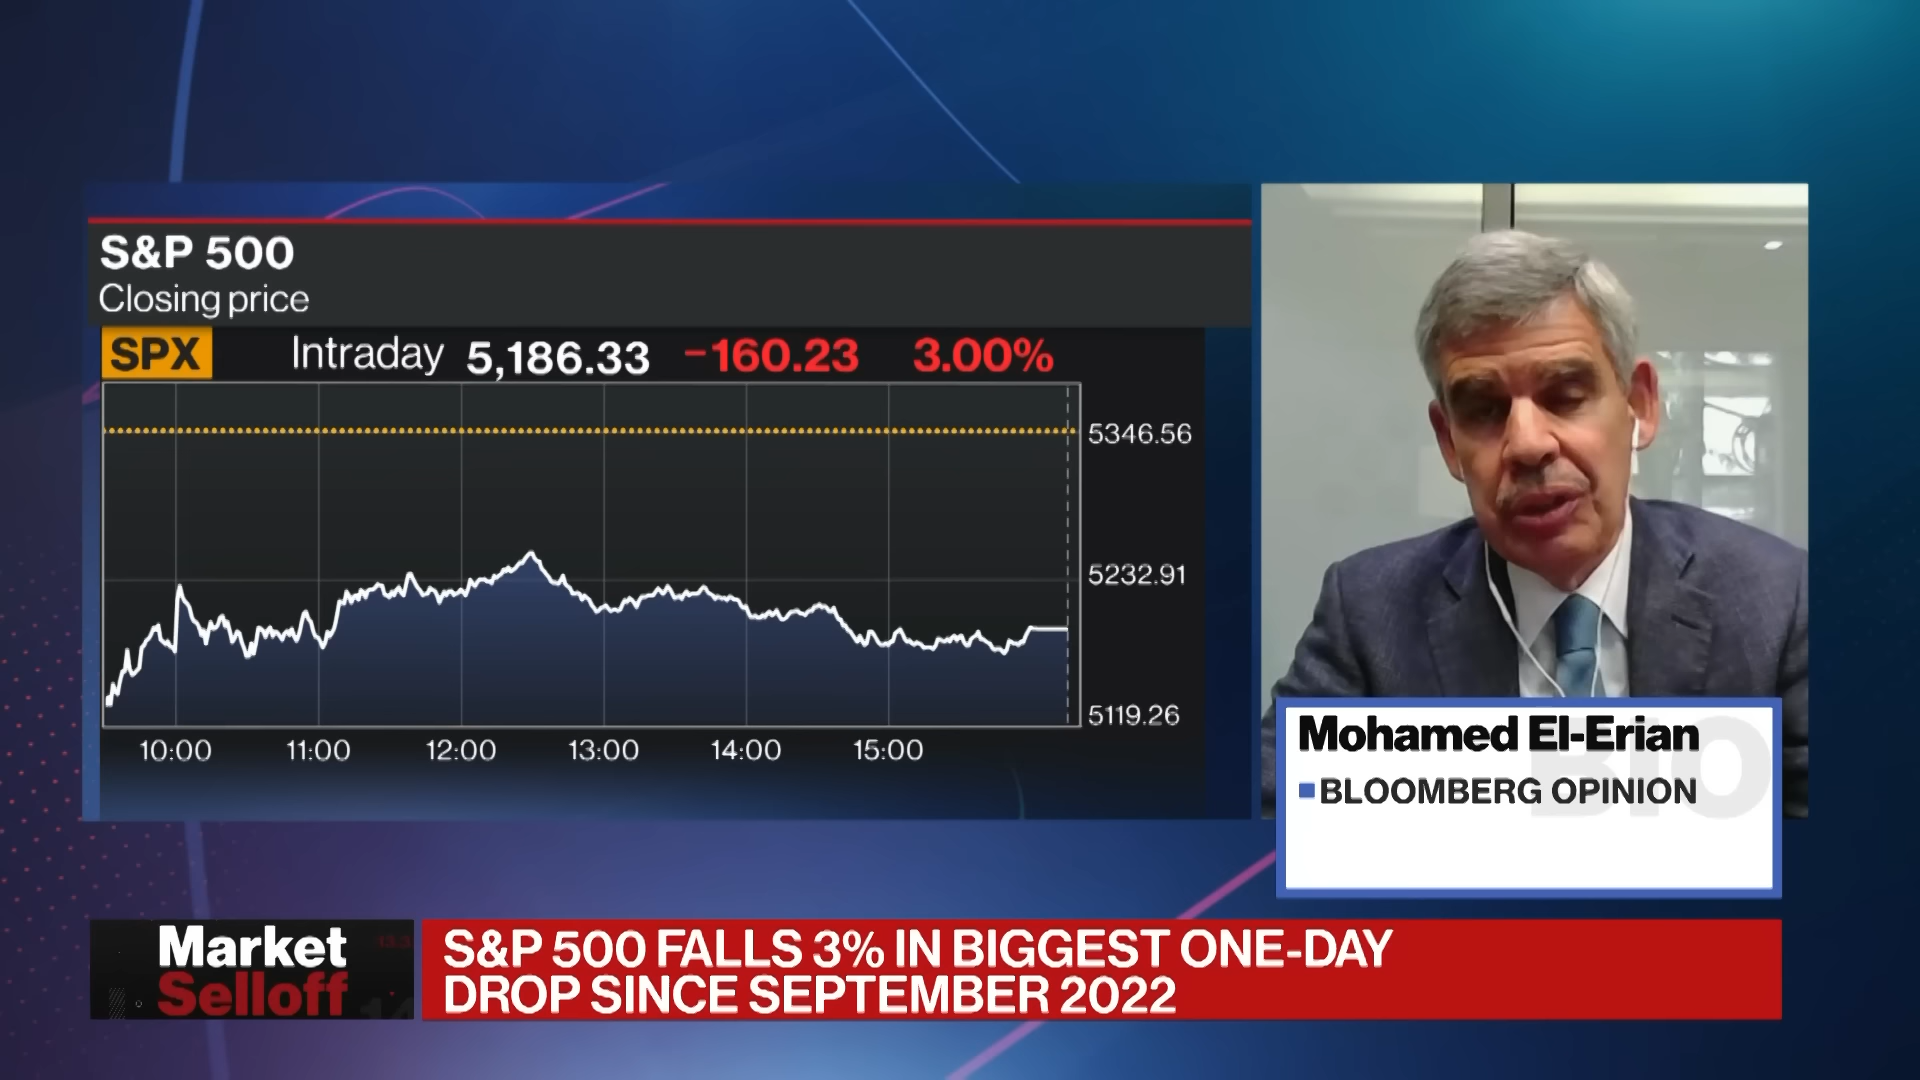 S&P 500
Closing price
SPX Intraday 5,186.33 -160.23 3.00%
5346.56
5232.91
5119.26
10:00 11:00 12:00 13:00 14:00 15:00
Mohamed El-Erian
BIO
BLOOMBERG OPINION
Market
Selloff
S&P 500 FALLS 3% IN BIGGEST ONE-DAY
DROP SINCE SEPTEMBER 2022